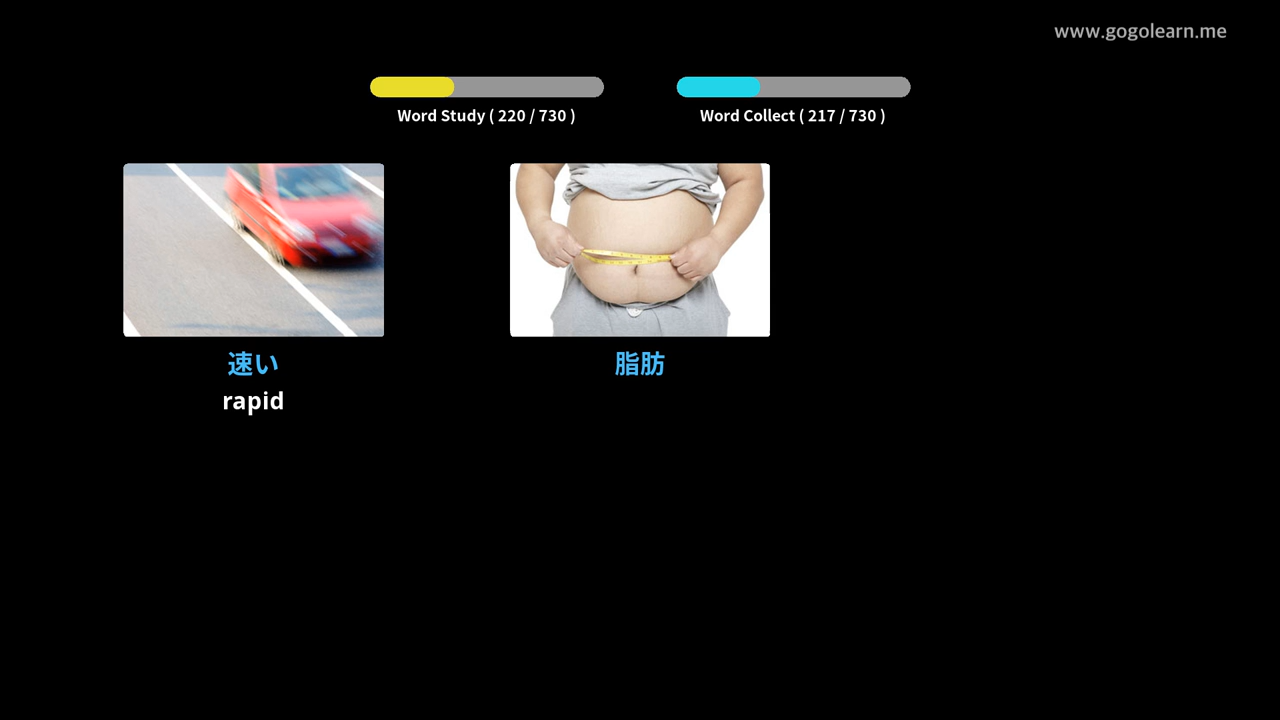 www.gogolearn.me
Word Study ( 220 / 730 )
Word Collect ( 217 / 730 )
速い
rapid
脂肪